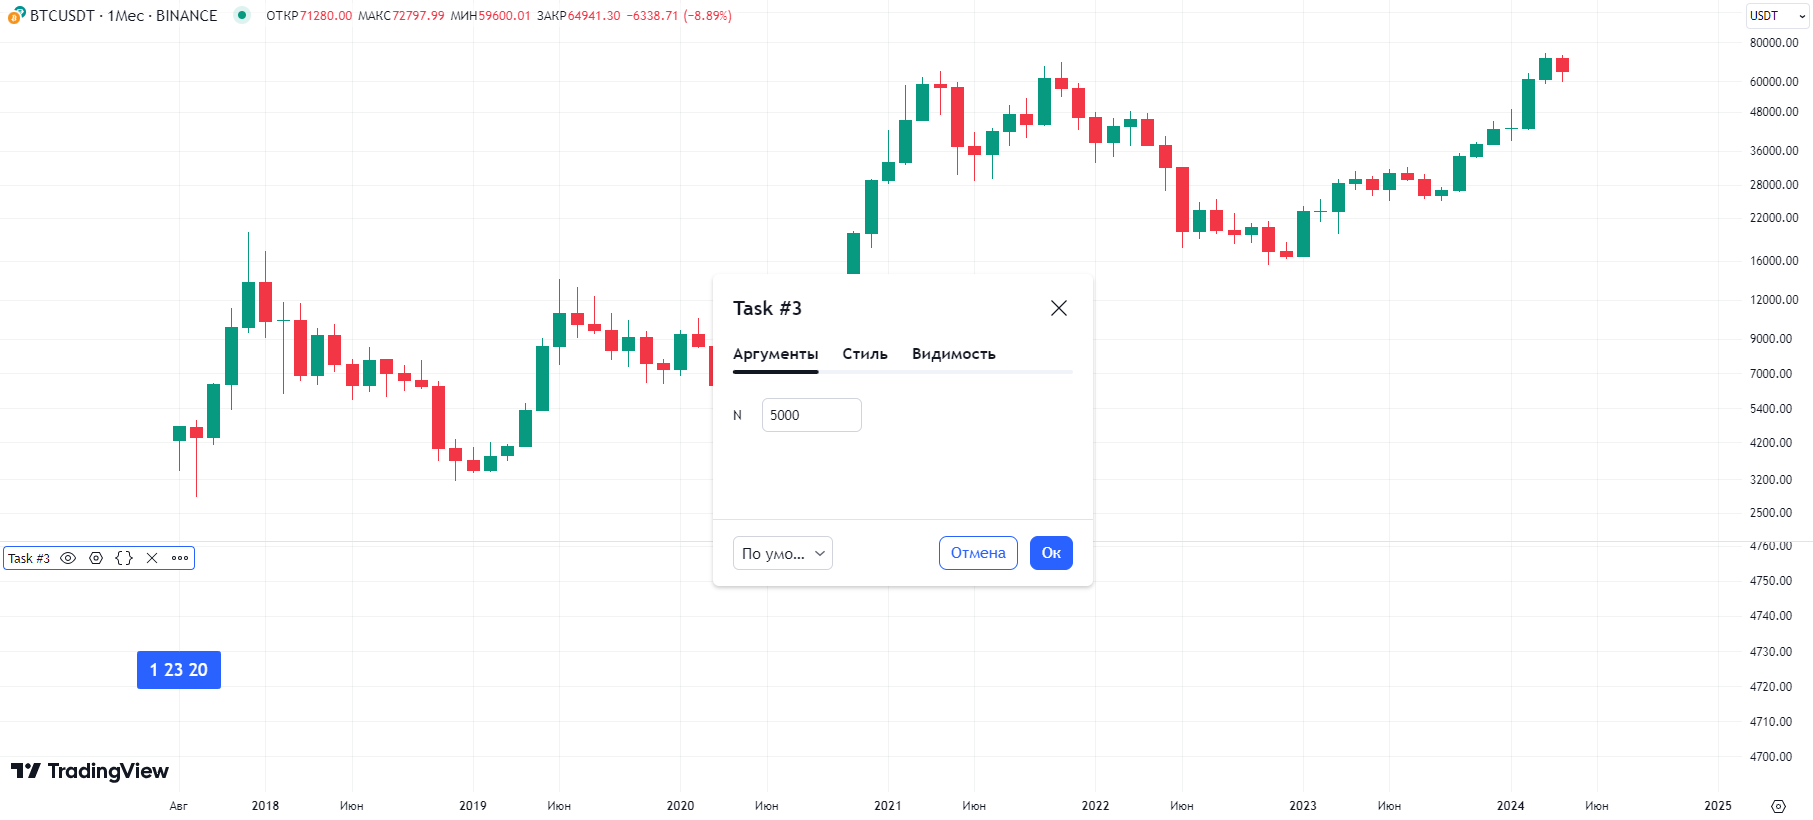 BTCUSDT · 1Мес · BINANCE ОТКР71280.00 МАКС72797.99 МИН59600.01 ЗАКР64941.30 −6338.71 (−8.89%)
USDT
80000.00
60000.00
48000.00
36000.00
28000.00
22000.00
16000.00
12000.00
9000.00
7000.00
5400.00
4200.00
3200.00
2500.00
Task #3
Аргументы Стиль Видимость
N 5000
По умо... Отмена Ок
Task #3
4760.00
4750.00
4740.00
4730.00
4720.00
4710.00
4700.00
1 23 20
TradingView
Авг 2018 Июн 2019 Июн 2020 Июн 2021 Июн 2022 Июн 2023 Июн 2024 Июн 2025